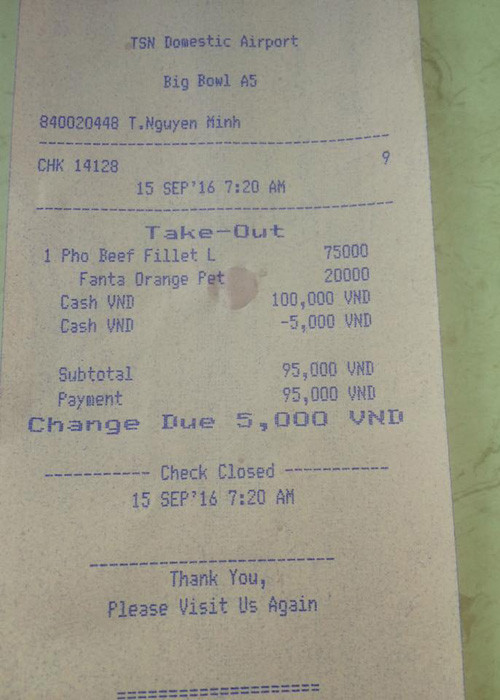 TSN Domestic Airport
Big Bowl A5
840020448 T.Nguyen Minh
CHK 14128 9
15 SEP'16 7:20 AM
Take-Out
1 Pho Beef Fillet L 75000
Fanta Orange Pet 20000
Cash VND 100,000 VND
Cash VND -5,000 VND
Subtotal 95,000 VND
Payment 95,000 VND
Change Due 5,000 VND
---------- Check Closed ----------
15 SEP'16 7:20 AM
Thank You,
Please Visit Us Again